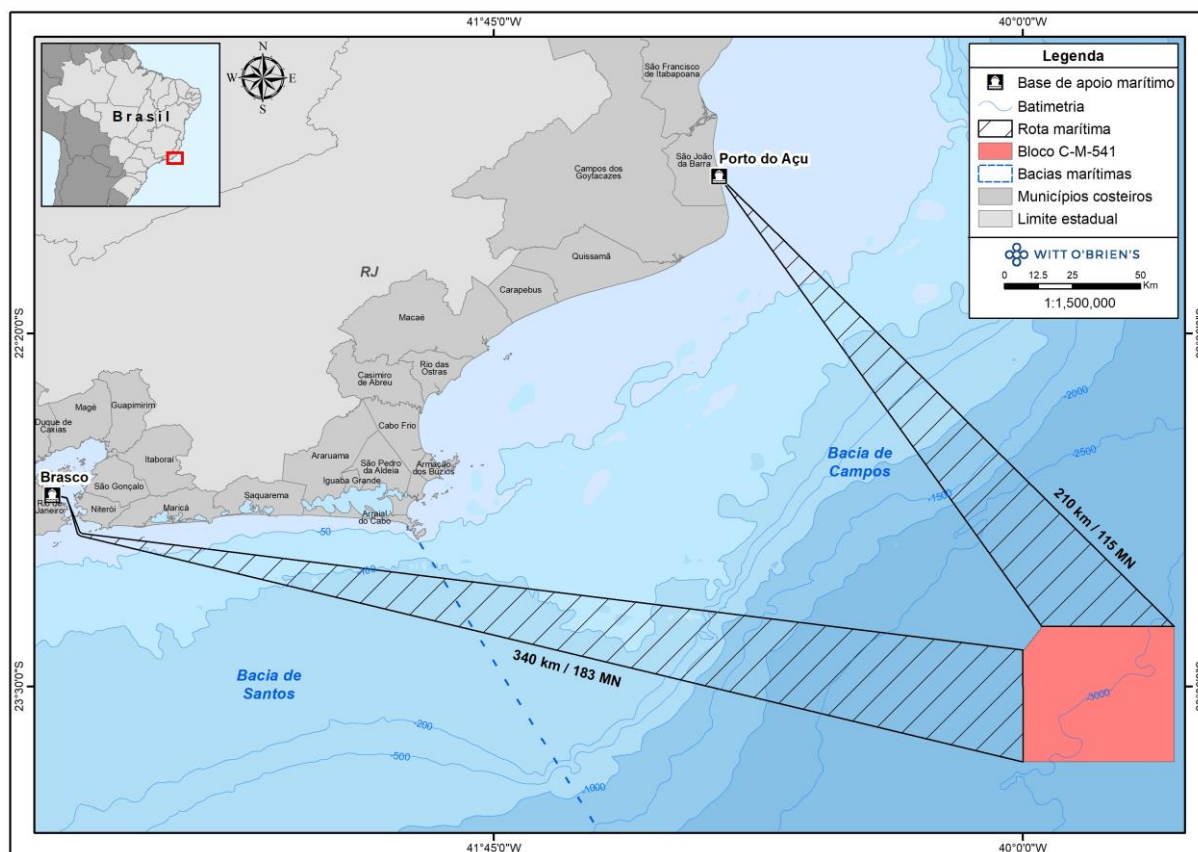 41°45'0"W
40°0'0"W
N
W
E
S
Brasil
Legenda
Base de apoio marítimo
Batimetria
Rota marítima
Bloco C-M-541
Bacias marítimas
Municípios costeiros
Limite estadual
WITT O'BRIEN'S
0 12.5 25 50
Km
1:1,500,000
São Francisco
de Itabapoana
Campos dos
Goytacazes
São João
da Barra
Porto do Açu
Quissamã
Carapebus
RJ
Macaé
22°20'0"S
Casimiro
de Abreu
Rio das
Ostras
-2000
-2500
-1500
Magé
Guapimirim
Duque de
Caxias
Cabo Frio
Itaboraí
Araruama
São Pedro
da Aldeia
Armação
dos Búzios
Bacia de
Campos
Brasco
São Gonçalo
Iguaba Grande
Saquarema
Rio de
Janeiro
Niterói
Maricá
Arraial
do Cabo
-50
-100
210 km / 115 MN
340 km / 183 MN
Bacia de
Santos
23°30'0"S
-3000
-200
-500
-1000
41°45'0"W
40°0'0"W